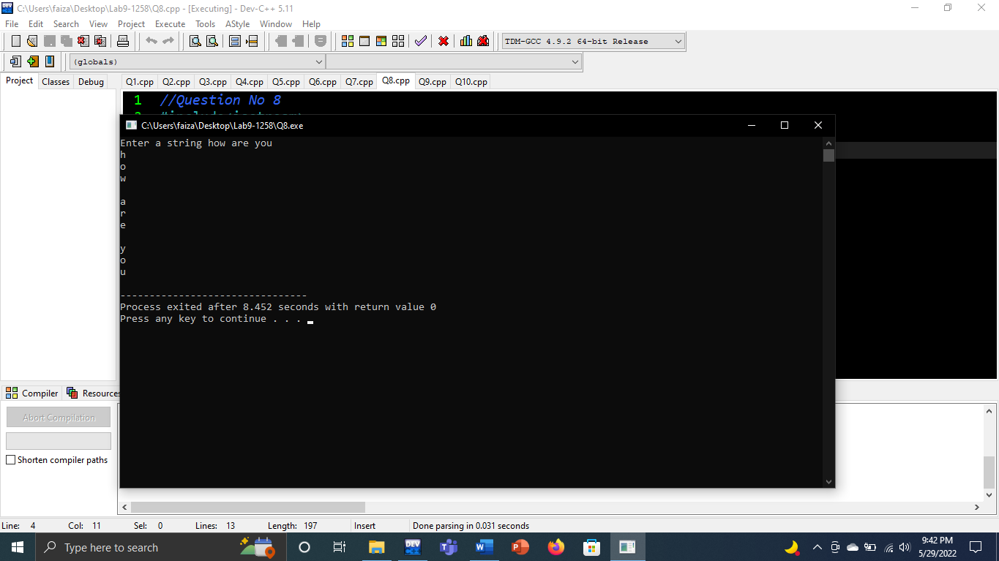 C:\Users\faiza\Desktop\Lab9-1258\Q8.cpp - [Executing] - Dev-C++ 5.11
File Edit Search View Project Execute Tools AStyle Window Help
TDM-GCC 4.9.2 64-bit Release
(globals)
Project Classes Debug Q1.cpp Q2.cpp Q3.cpp Q4.cpp Q5.cpp Q6.cpp Q7.cpp Q8.cpp Q9.cpp Q10.cpp
1 //Question No 8
C:\Users\faiza\Desktop\Lab9-1258\Q8.exe
Enter a string how are you
h
o
w
a
r
e
y
o
u
--------------------------------
Process exited after 8.452 seconds with return value 0
Press any key to continue . . .
Compiler Resources
Abort Compilation
Shorten compiler paths
Line: 4 Col: 11 Sel: 0 Lines: 13 Length: 197 Insert Done parsing in 0.031 seconds
Type here to search
DEV
9:42 PM
5/29/2022